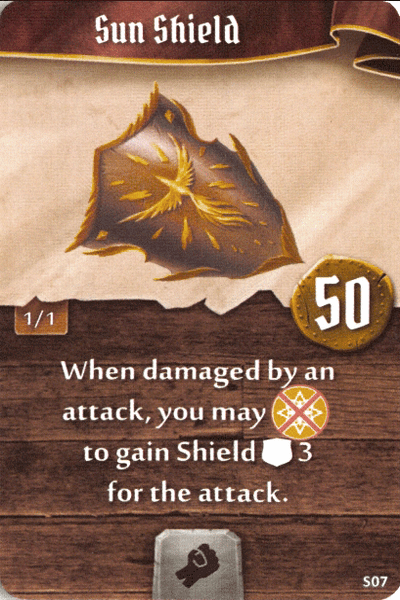 Sun Shield
50
1/1
When damaged by an
attack, you may
to gain Shield 3
for the attack.
S07